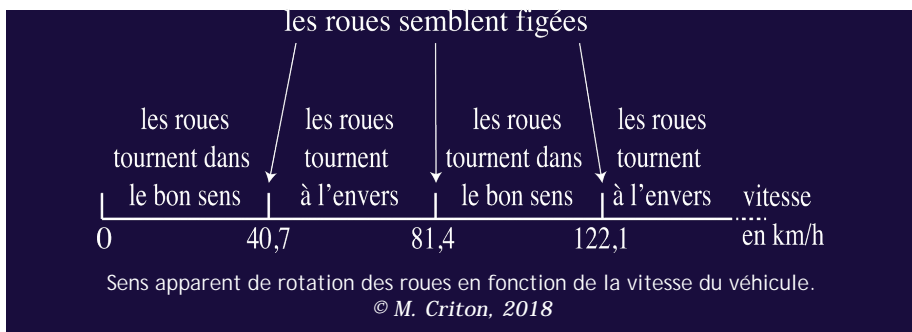 les roues semblent figées
les roues
tournent dans
le bon sens
les roues
tournent
à l’envers
les roues
tournent dans
le bon sens
les roues
tournent
à l’envers
vitesse
en km/h
0
40,7
81,4
122,1
Sens apparent de rotation des roues en fonction de la vitesse du véhicule.
© M. Criton, 2018